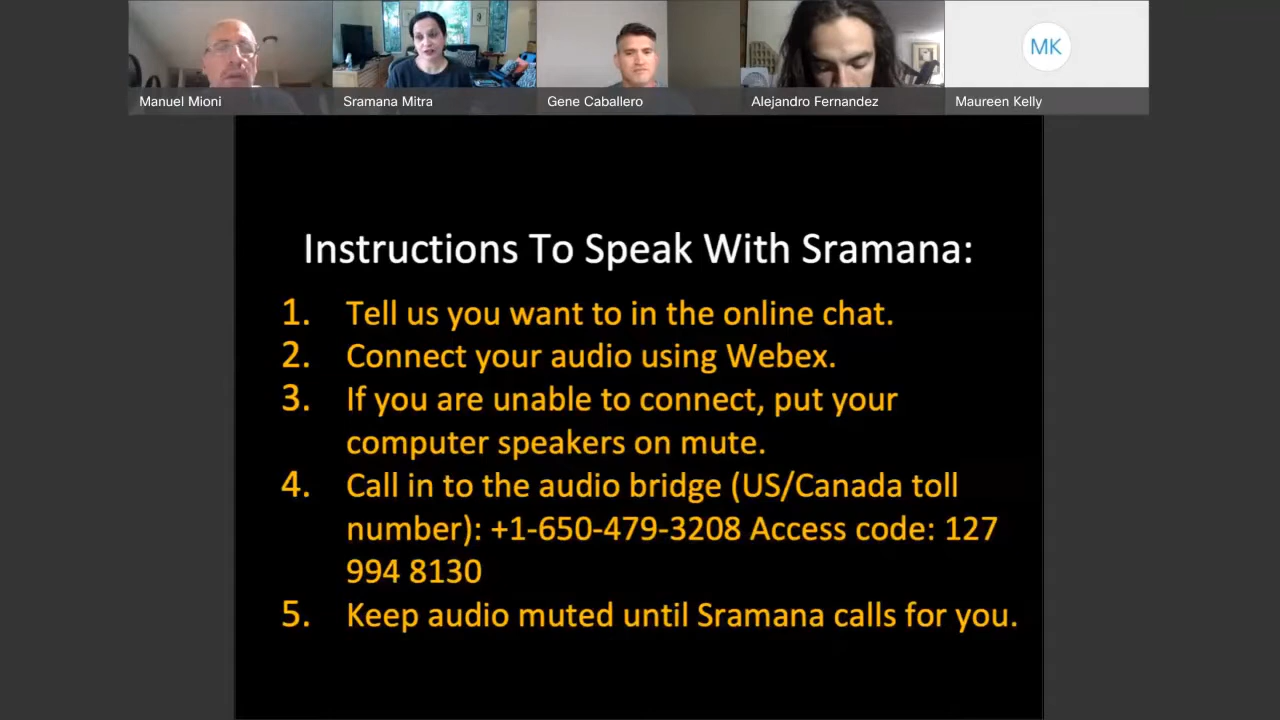 MK
Manuel Mioni
Sramana Mitra
Gene Caballero
Alejandro Fernandez
Maureen Kelly
Instructions To Speak With Sramana:
1. Tell us you want to in the online chat.
2. Connect your audio using Webex.
3. If you are unable to connect, put your
computer speakers on mute.
4. Call in to the audio bridge (US/Canada toll
number): +1-650-479-3208 Access code: 127
994 8130
5. Keep audio muted until Sramana calls for you.